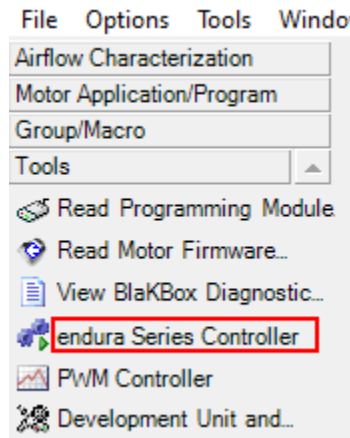 File Options Tools Windo
Airflow Characterization
Motor Application/Program
Group/Macro
Tools
Read Programming Module
Read Motor Firmware...
View BlaKBox Diagnostic...
endura Series Controller
PWM Controller
Development Unit and...